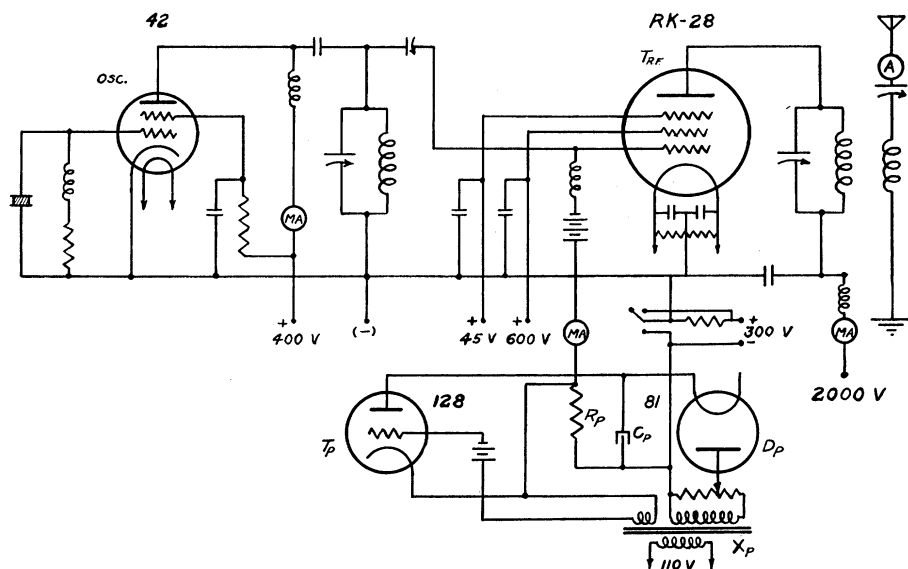 42
RK-28
OSC.
TRF
A
MA
+
400 V
(-)
+
45 V
+
600 V
MA
+
300 V
-
MA
2000 V
128
81
TP
RP
CP
DP
XP
110 V